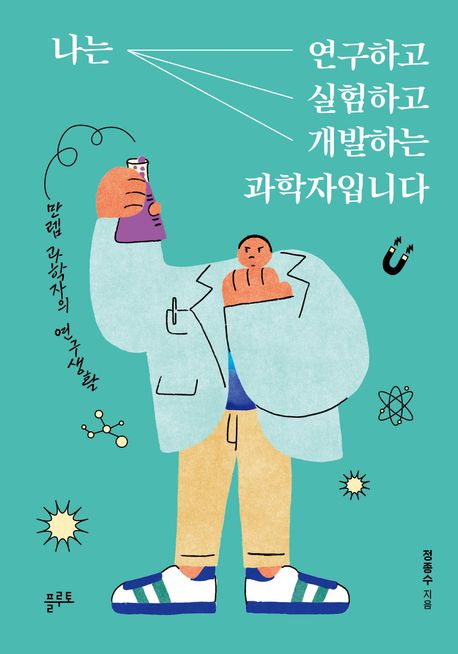 나는
연구하고
실험하고
개발하는
과학자입니다
만렙 과학자의 연구생활
정종수 지음
플루토